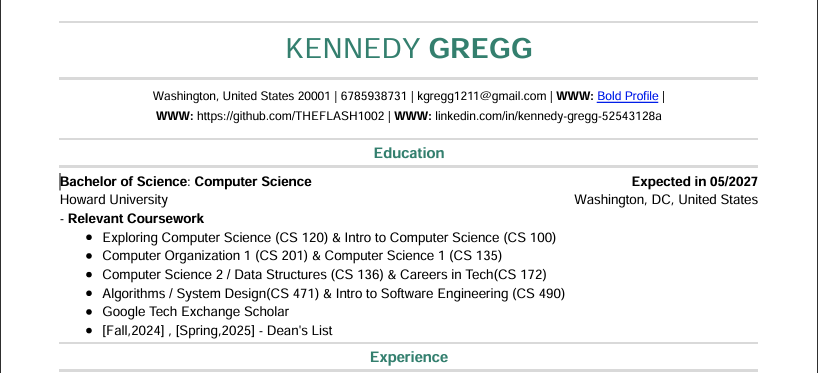 KENNEDY GREGG
Washington, United States 20001 | 6785938731 | kgregg1211@gmail.com | WWW: Bold Profile |
WWW: https://github.com/THEFLASH1002 | WWW: linkedin.com/in/kennedy-gregg-52543128a
Education
Bachelor of Science: Computer Science Expected in 05/2027
Howard University Washington, DC, United States
- Relevant Coursework
● Exploring Computer Science (CS 120) & Intro to Computer Science (CS 100)
● Computer Organization 1 (CS 201) & Computer Science 1 (CS 135)
● Computer Science 2 / Data Structures (CS 136) & Careers in Tech(CS 172)
● Algorithms / System Design(CS 471) & Intro to Software Engineering (CS 490)
● Google Tech Exchange Scholar
● [Fall,2024] , [Spring,2025] - Dean's List
Experience